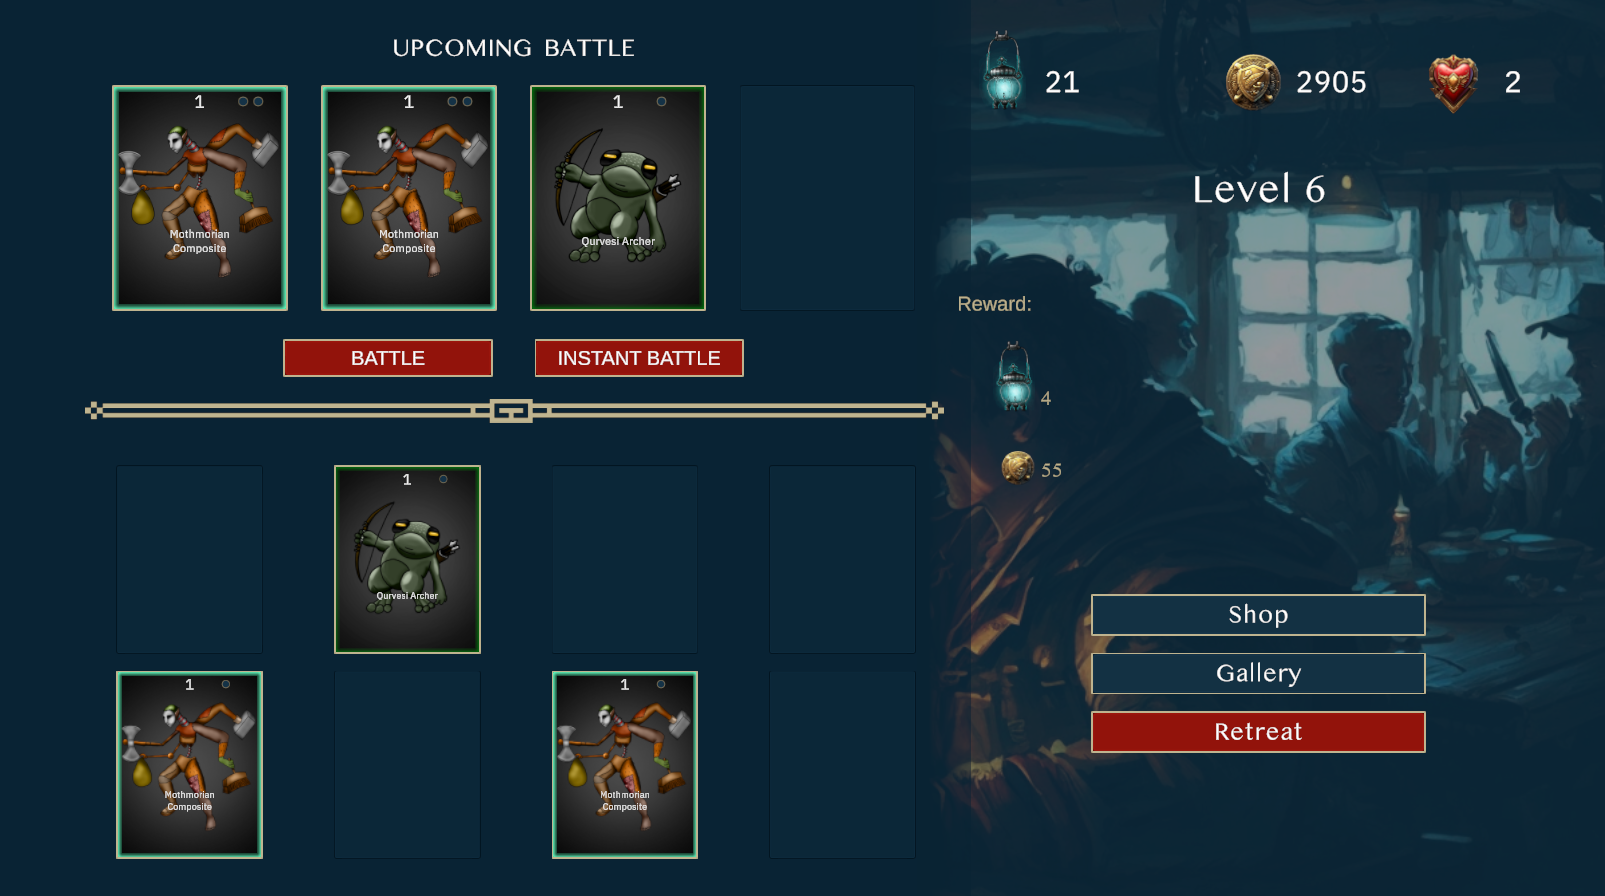 UPCOMING BATTLE
21
2905
2
1
1
1
Level 6
Mothmorian
Composite
Mothmorian
Composite
Qurvesi Archer
Reward:
BATTLE
INSTANT BATTLE
4
55
1
Qurvesi Archer
Shop
Gallery
Retreat
1
1
Mothmorian
Composite
Mothmorian
Composite